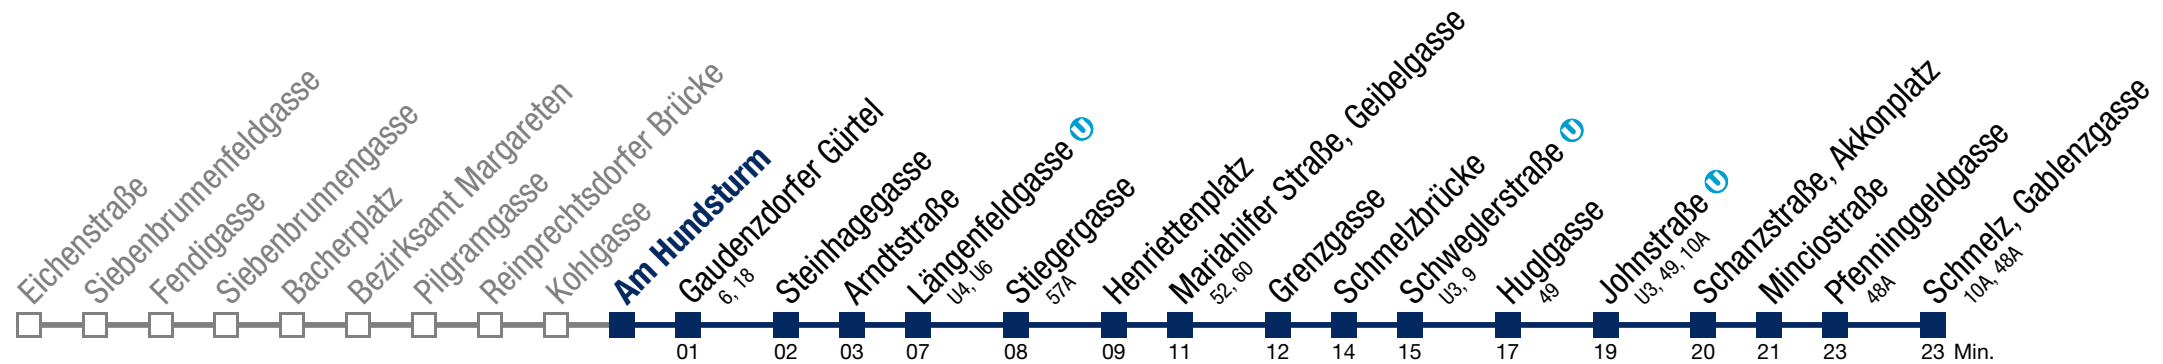 Eichenstraße
Siebenbrunnenfeldgasse
Fendigasse
Siebenbrunnengasse
Bacherplatz
Bezirksamt Margareten
Pilgramgasse
Reinprechtsdorfer Brücke
Kohlgasse
Am Hundsturm
Gaudenzdorfer Gürtel
6, 18
Steinhagegasse
Arndtstraße
Längenfeldgasse U
U4, U6
Stiegergasse
57A
Henriettenplatz
Mariahilfer Straße, Geibelgasse
52, 60
Grenzgasse
Schmelzbrücke
Schweglerstraße U
U3, 9
Huglgasse
49
Johnstraße U
U3, 49, 10A
Schanzstraße, Akkonplatz
Minciostraße
Pfenninggeldgasse
48A
Schmelz, Gablenzgasse
10A, 48A
01 02 03 07 08 09 11 12 14 15 17 19 20 21 23 23 Min.